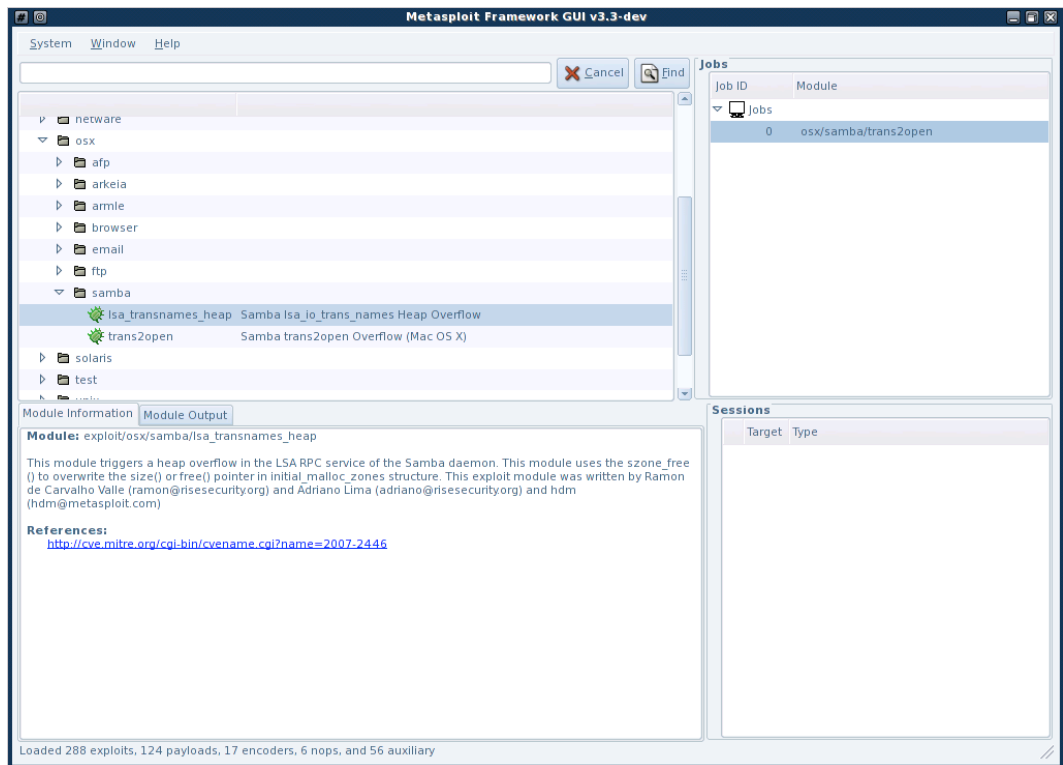 Metasploit Framework GUI v3.3-dev
System Window Help
Cancel Find
netware
osx
afp
arkeia
armle
browser
email
ftp
samba
lsa_transnames_heap Samba lsa_io_trans_names Heap Overflow
trans2open Samba trans2open Overflow (Mac OS X)
solaris
test
Jobs
Job ID Module
Jobs
0 osx/samba/trans2open
Module Information Module Output
Module: exploit/osx/samba/lsa_transnames_heap
This module triggers a heap overflow in the LSA RPC service of the Samba daemon. This module uses the szone_free
() to overwrite the size() or free() pointer in initial_malloc_zones structure. This exploit module was written by Ramon
de Carvalho Valle (ramon@risesecurity.org) and Adriano Lima (adriano@risesecurity.org) and hdm
(hdm@metasploit.com)
References:
http://cve.mitre.org/cgi-bin/cvename.cgi?name=2007-2446
Sessions
Target Type
Loaded 288 exploits, 124 payloads, 17 encoders, 6 nops, and 56 auxiliary